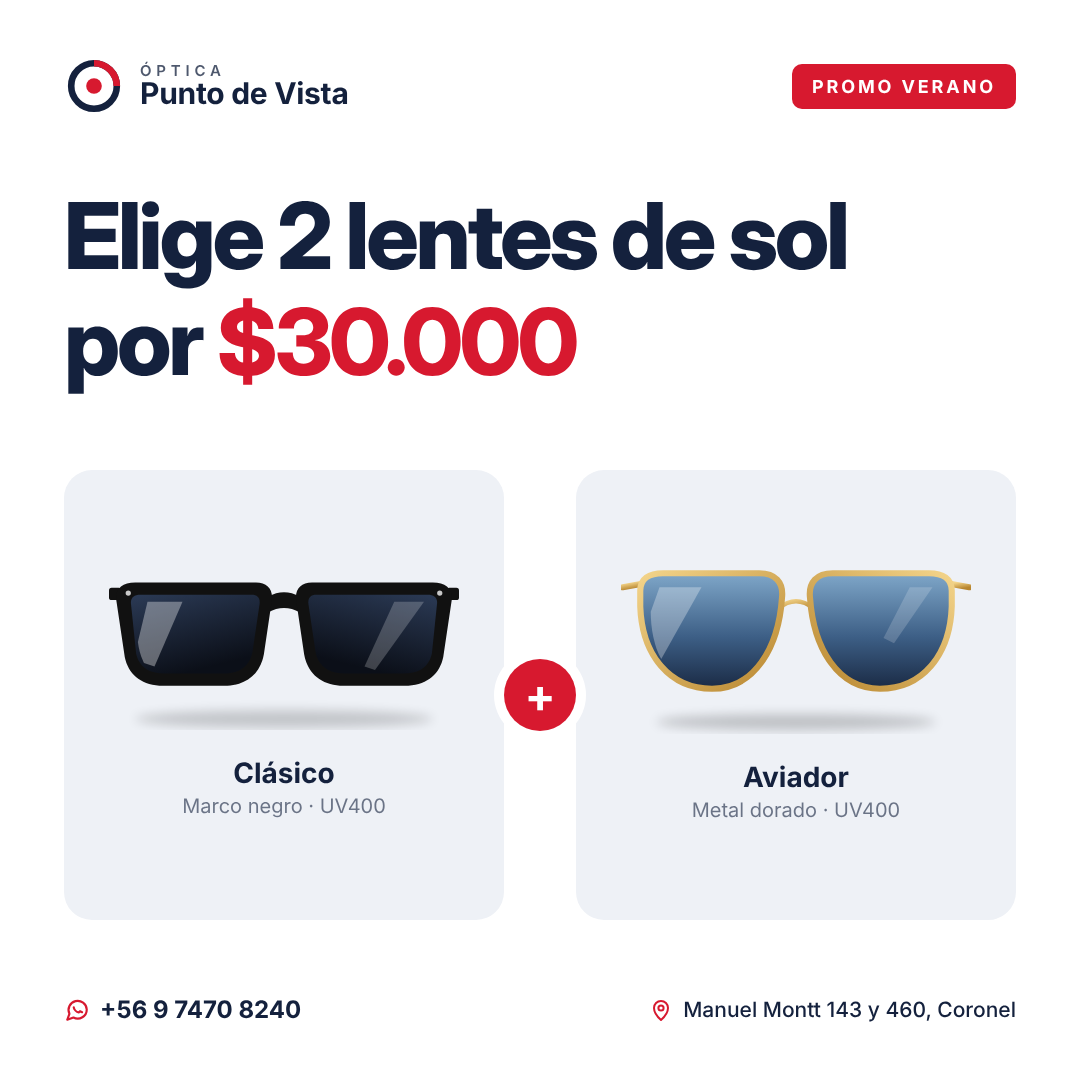 ÓPTICA
Punto de Vista
PROMO VERANO
Elige 2 lentes de sol
por $30.000
+
Clásico
Marco negro · UV400
Aviador
Metal dorado · UV400
+56 9 7470 8240
Manuel Montt 143 y 460, Coronel